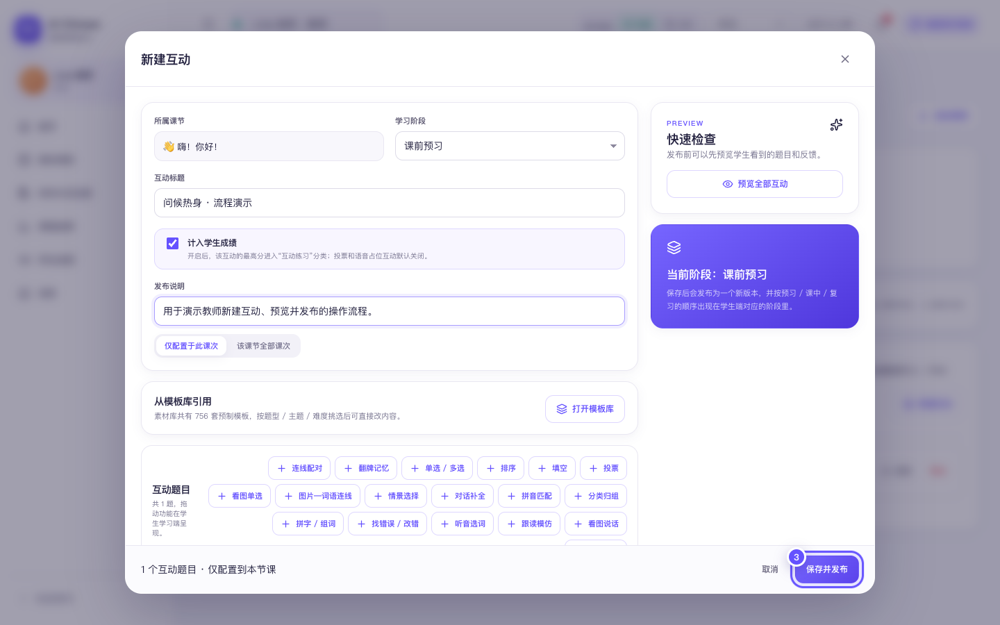 新建互动
所属课节
学习阶段
👋 嗨！你好！
课前预习
互动标题
问候热身 · 流程演示
计入学生成绩
开启后，该互动的最高分进入“互动练习”分类；投票和语音占位互动默认关闭。
发布说明
用于演示教师新建互动、预览并发布的操作流程。
仅配置于此课次
该课节全部课次
从模板库引用
素材库共有 756 套预制模板，按题型 / 主题 / 难度挑选后可直接改内容。
打开模板库
互动题目
共 1 题，拖
动功能在学
生学习端呈
现。
连线配对
翻牌记忆
单选 / 多选
排序
填空
投票
看图单选
图片—词语连线
情景选择
对话补全
拼音匹配
分类归组
拼字 / 组词
找错误 / 改错
听音选词
跟读模仿
看图说话
PREVIEW
快速检查
发布前可以先预览学生看到的题目和反馈。
预览全部互动
当前阶段：课前预习
保存后会发布为一个新版本，并按预习 / 课中 / 复
习的顺序出现在学生端对应的阶段里。
1 个互动题目 · 仅配置到本节课
取消
3
保存并发布